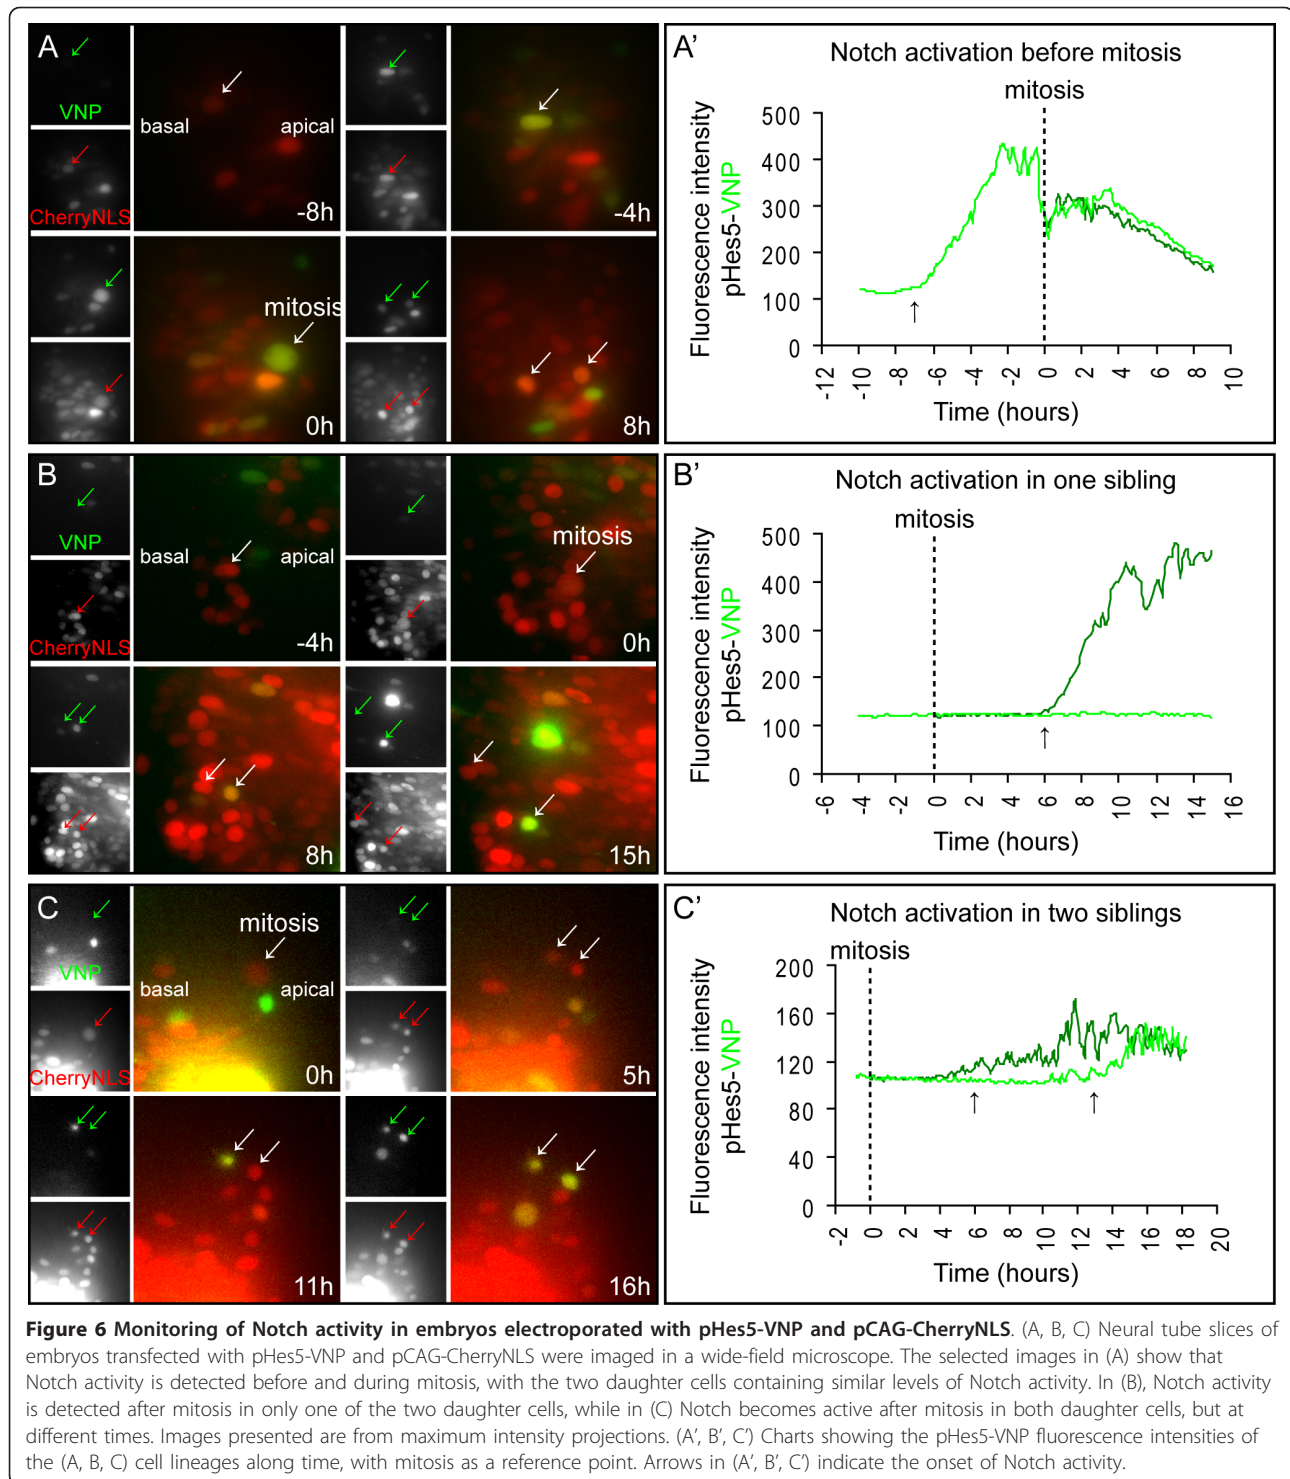 A
VNP
basal
apical
CherryNLS
-8h
-4h
mitosis
0h
8h
A’
Notch activation before mitosis
mitosis
Fluorescence intensity
pHes5-VNP
500
400
300
200
100
0
-12 -10 -8 -6 -4 -2 0 2 4 6 8 10
Time (hours)
B
VNP
basal
apical
CherryNLS
-4h
mitosis
0h
8h
15h
B’
Notch activation in one sibling
mitosis
Fluorescence intensity
pHes5-VNP
500
400
300
200
100
0
-6 -4 -2 0 2 4 6 8 10 12 14 16
Time (hours)
C
mitosis
VNP
basal
apical
CherryNLS
0h
5h
11h
16h
C’
Notch activation in two siblings
mitosis
Fluorescence intensity
pHes5-VNP
200
160
120
80
40
0
-2 0 2 4 6 8 10 12 14 16 18 20
Time (hours)
Figure 6 Monitoring of Notch activity in embryos electroporated with pHes5-VNP and pCAG-CherryNLS. (A, B, C) Neural tube slices of
embryos transfected with pHes5-VNP and pCAG-CherryNLS were imaged in a wide-field microscope. The selected images in (A) show that
Notch activity is detected before and during mitosis, with the two daughter cells containing similar levels of Notch activity. In (B), Notch activity
is detected after mitosis in only one of the two daughter cells, while in (C) Notch becomes active after mitosis in both daughter cells, but at
different times. Images presented are from maximum intensity projections. (A’, B’, C’) Charts showing the pHes5-VNP fluorescence intensities of
the (A, B, C) cell lineages along time, with mitosis as a reference point. Arrows in (A’, B’, C’) indicate the onset of Notch activity.